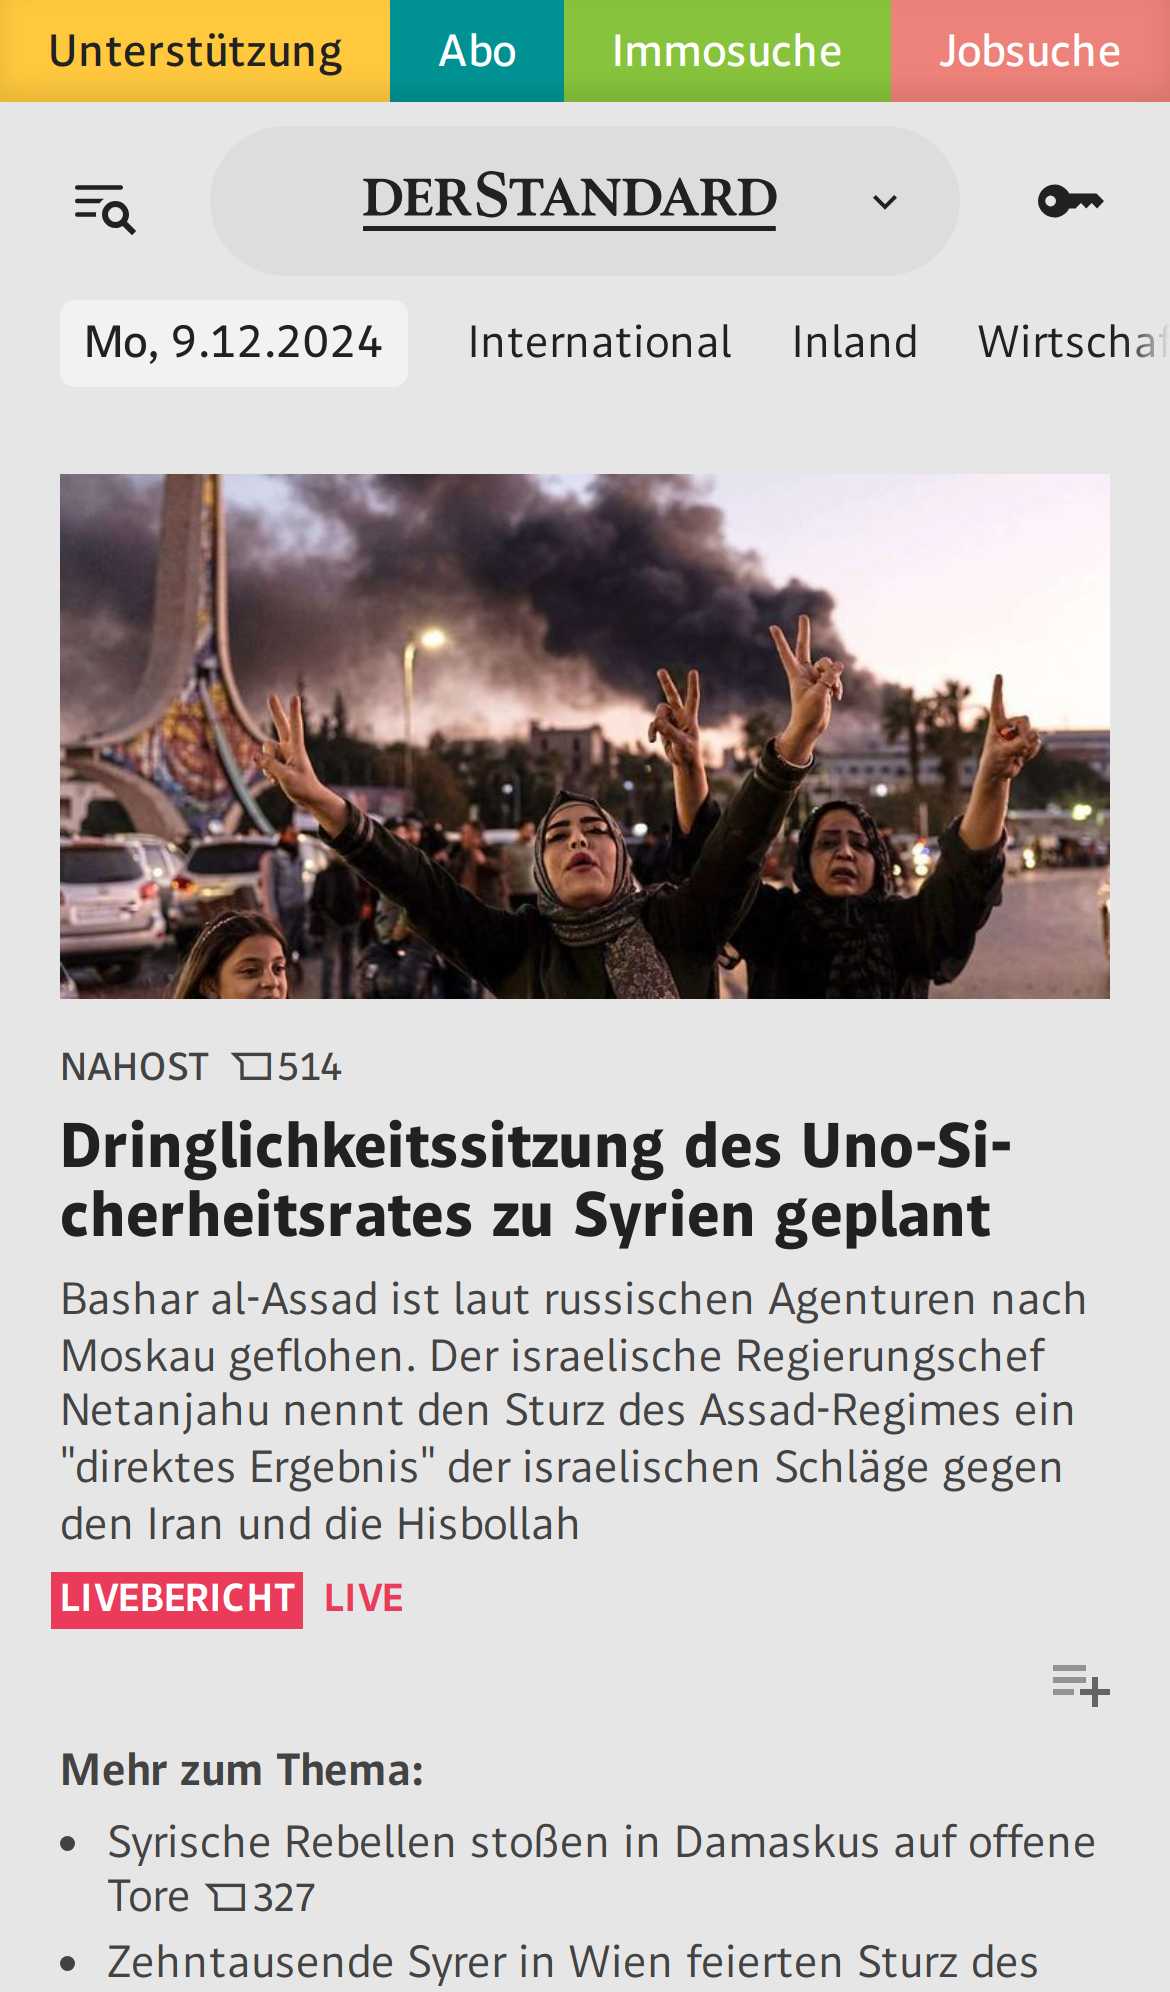 Unterstützung Abo Immosuche Jobsuche
DERSTANDARD
Mo, 9.12.2024 International Inland Wirtschaf
NAHOST 514
Dringlichkeitssitzung des Uno-Si-
cherheitsrates zu Syrien geplant
Bashar al-Assad ist laut russischen Agenturen nach
Moskau geflohen. Der israelische Regierungschef
Netanjahu nennt den Sturz des Assad-Regimes ein
"direktes Ergebnis" der israelischen Schläge gegen
den Iran und die Hisbollah
LIVEBERICHT LIVE
Mehr zum Thema:
• Syrische Rebellen stoßen in Damaskus auf offene
Tore 327
• Zehntausende Syrer in Wien feierten Sturz des